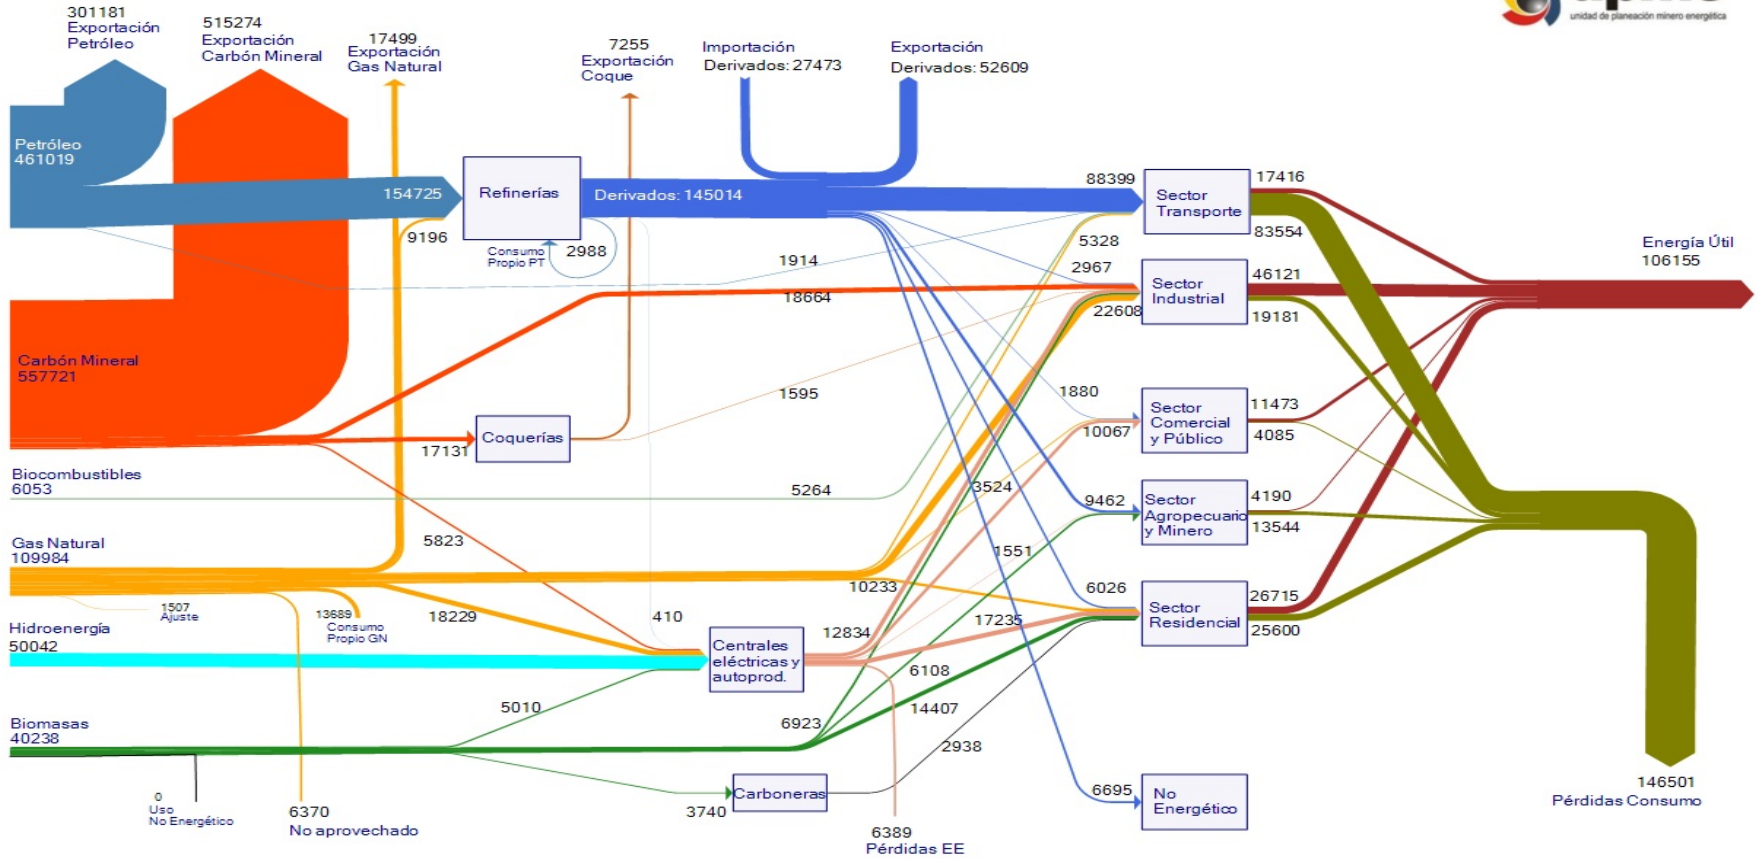 301181
Exportación
Petróleo
515274
Exportación
Carbón Mineral
17499
Exportación
Gas Natural
7255
Exportación
Coque
Importación
Derivados: 27473
Exportación
Derivados: 52609
unidad de planeación minero energética
Petróleo
461019
154725
Refinerías
Derivados: 145014
88399
Sector
Transporte
17416
83554
9196
Consumo
Propio PT
2988
1914
5328
2967
18664
22608
Sector
Industrial
46121
19181
Energía Útil
106155
Carbón Mineral
557721
1595
1880
10067
Sector
Comercial
y Público
11473
4085
17131
Coquerías
Biocombustibles
6053
5264
3524
9462
Sector
Agropecuario
y Minero
4190
13544
Gas Natural
109984
5823
1551
10233
1507
Ajuste
13689
Consumo
Propio GN
18229
410
12834
17235
6026
Sector
Residencial
26715
25600
Hidroenergía
50042
Centrales
eléctricas y
autoprod.
6108
14407
Biomasas
40238
5010
6923
2938
0
Uso
No Energético
6370
No aprovechado
3740
Carboneras
6389
Pérdidas EE
6695
No
Energético
146501
Pérdidas Consumo